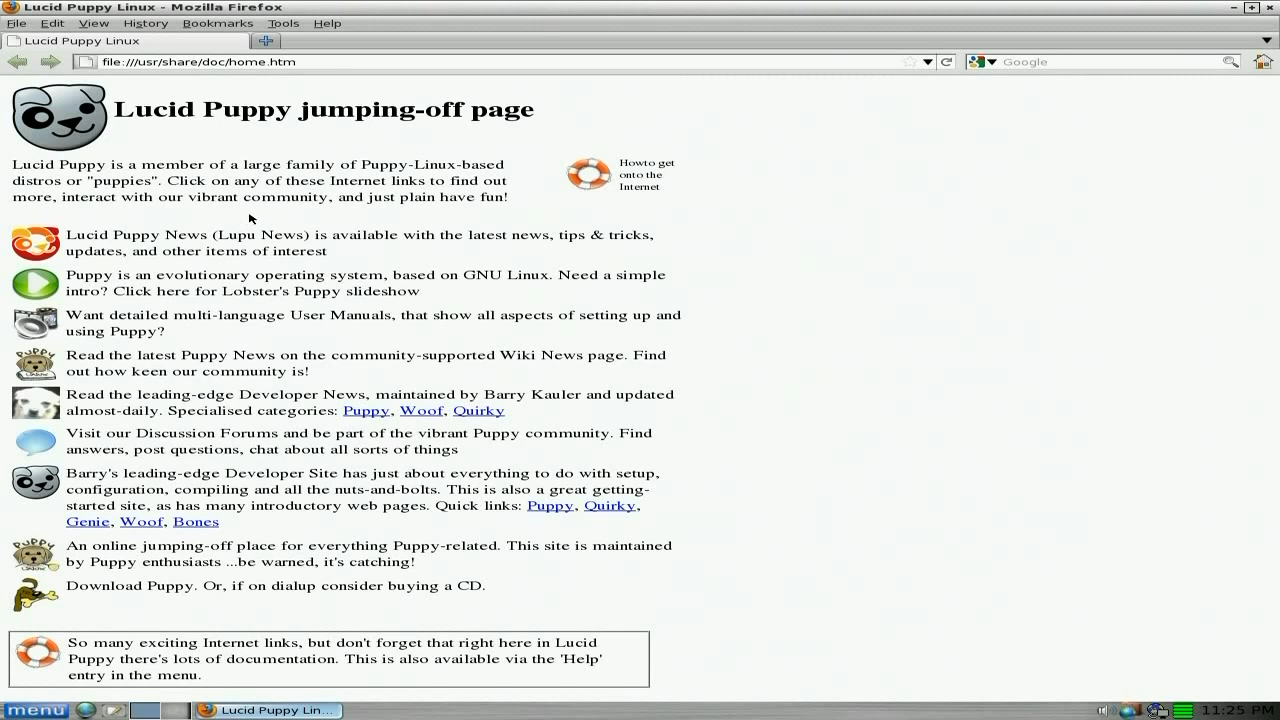 Lucid Puppy Linux - Mozilla Firefox
File Edit View History Bookmarks Tools Help
Lucid Puppy Linux
file:///usr/share/doc/home.htm
Google
Lucid Puppy jumping-off page
Lucid Puppy is a member of a large family of Puppy-Linux-based
distros or "puppies". Click on any of these Internet links to find out
more, interact with our vibrant community, and just plain have fun!
Howto get
onto the
Internet
Lucid Puppy News (Lupu News) is available with the latest news, tips & tricks,
updates, and other items of interest
Puppy is an evolutionary operating system, based on GNU Linux. Need a simple
intro? Click here for Lobster's Puppy slideshow
Want detailed multi-language User Manuals, that show all aspects of setting up and
using Puppy?
PUPPY
Read the latest Puppy News on the community-supported Wiki News page. Find
out how keen our community is!
Read the leading-edge Developer News, maintained by Barry Kauler and updated
almost-daily. Specialised categories: Puppy, Woof, Quirky
Visit our Discussion Forums and be part of the vibrant Puppy community. Find
answers, post questions, chat about all sorts of things
Barry's leading-edge Developer Site has just about everything to do with setup,
configuration, compiling and all the nuts-and-bolts. This is also a great getting-
started site, as has many introductory web pages. Quick links: Puppy, Quirky,
Genie, Woof, Bones
PUPPY
An online jumping-off place for everything Puppy-related. This site is maintained
by Puppy enthusiasts ...be warned, it's catching!
Download Puppy. Or, if on dialup consider buying a CD.
So many exciting Internet links, but don't forget that right here in Lucid
Puppy there's lots of documentation. This is also available via the 'Help'
entry in the menu.
menu
Lucid Puppy Lin...
11:25 PM